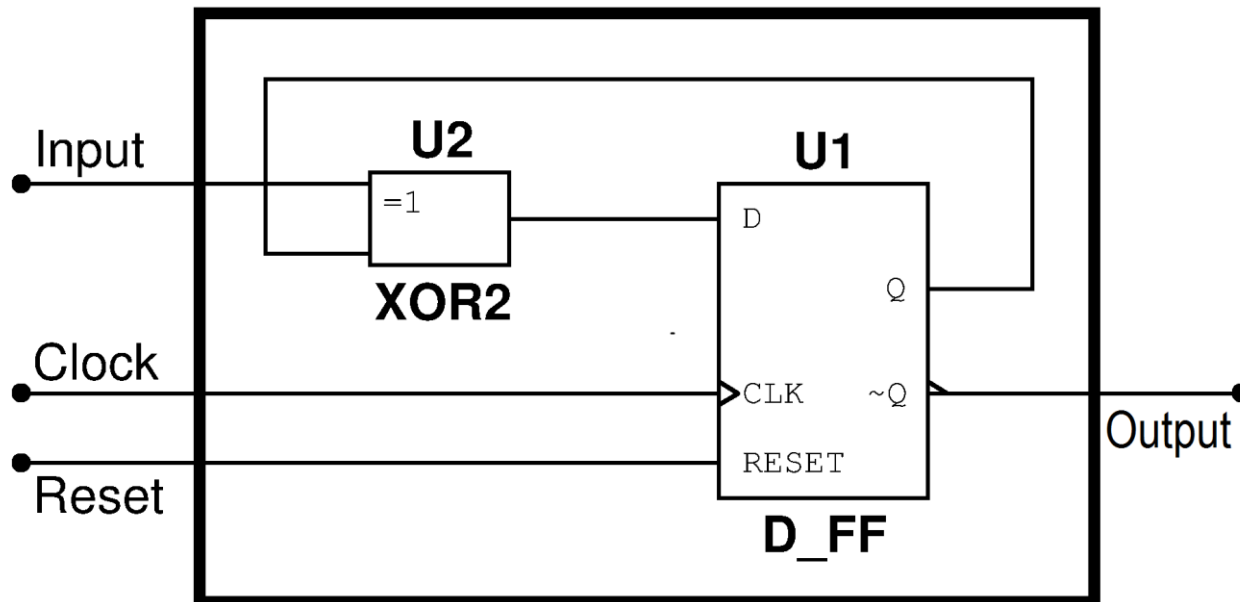 Input
U2
U1
=1
D
XOR2
Q
Clock
CLK
~Q
Output
Reset
RESET
D_FF